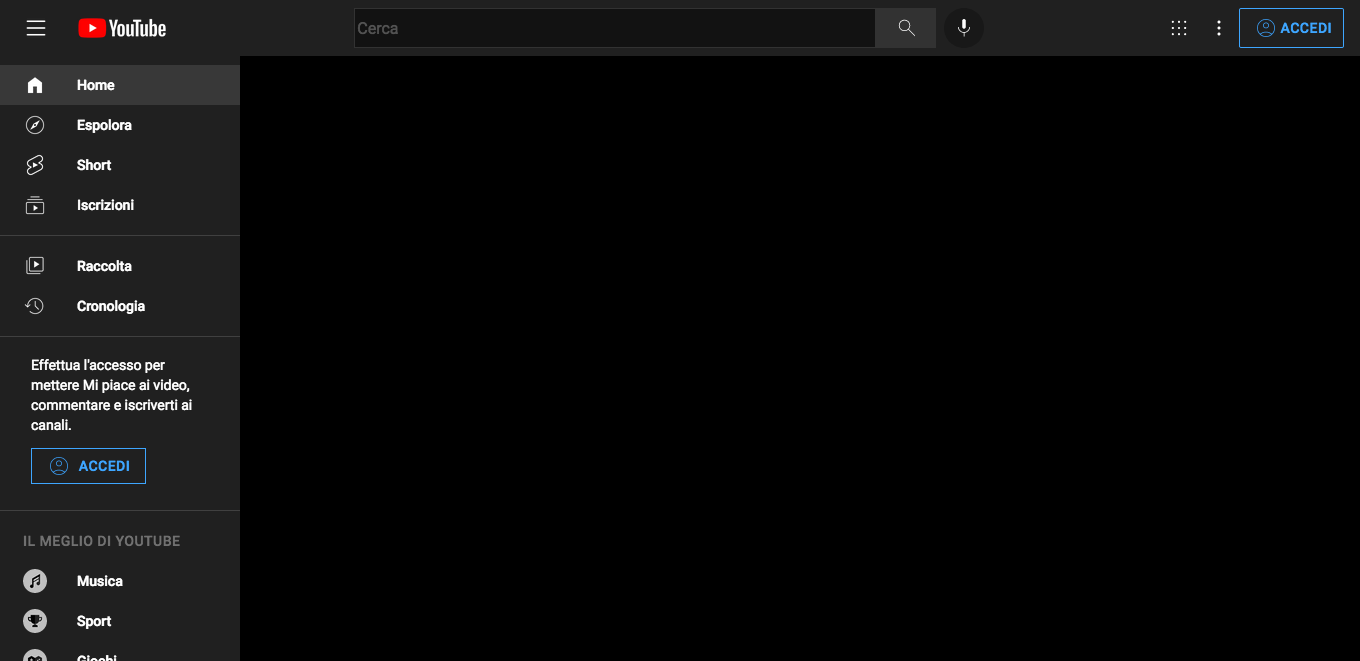 YouTube
Cerca
ACCEDI
Home
Espolora
Short
Iscrizioni
Raccolta
Cronologia
Effettua l'accesso per
mettere Mi piace ai video,
commentare e iscriverti ai
canali.
ACCEDI
IL MEGLIO DI YOUTUBE
Musica
Sport
Giochi